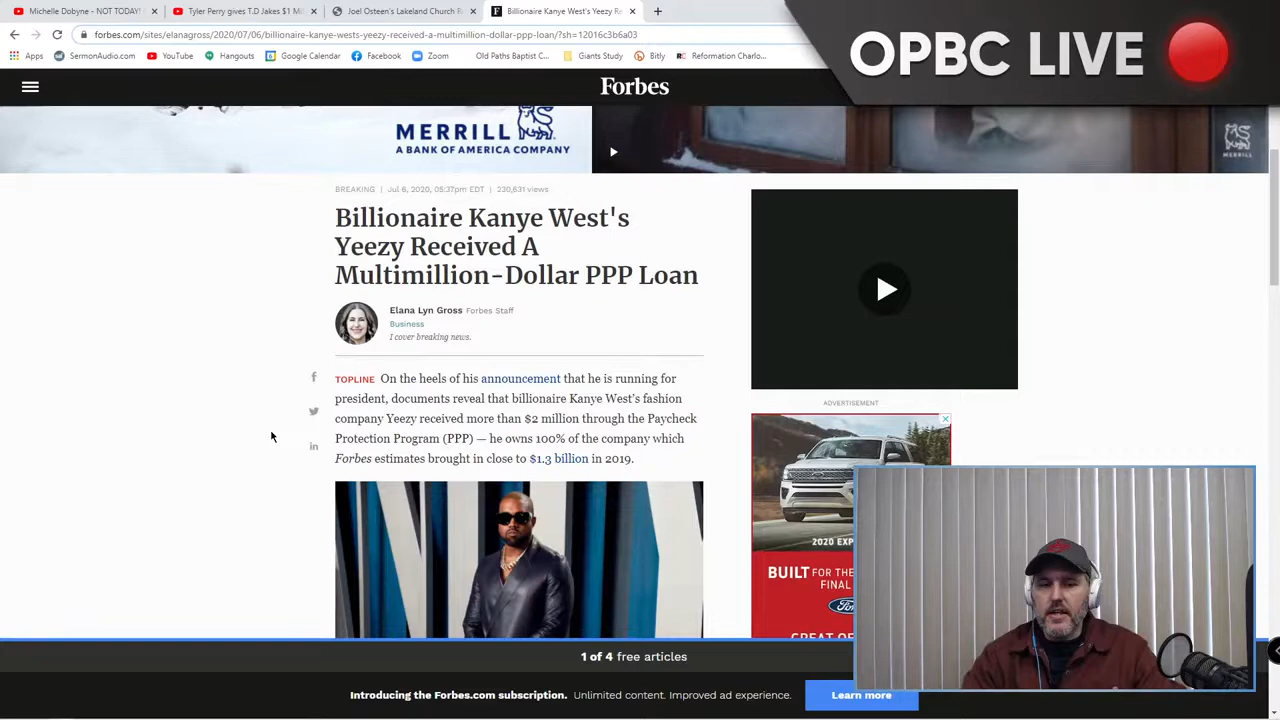 Michelle Dobyne - NOT TODAY!
Tyler Perry gives T.D Jakes $1 Mi
Joel Osteen's Lakeland Church Re
Billionaire Kanye West's Yeezy Re
OPBC LIVE
forbes.com/sites/elanagross/2020/07/06/billionaire-kanye-wests-yeezy-received-a-multimillion-dollar-ppp-loan/?sh=12016c3b6a03
Apps
SermonAudio.com
YouTube
Hangouts
Google Calendar
Facebook
Zoom
Old Paths Baptist C...
Giants Study
Bitly
Reformation Charlo...
Forbes
MERRILL
A BANK OF AMERICA COMPANY
MERRILL
BREAKING | Jul 6, 2020, 05:37pm EDT | 230,631 views
Billionaire Kanye West's
Yeezy Received A
Multimillion-Dollar PPP Loan
Elana Lyn Gross Forbes Staff
Business
I cover breaking news.
TOPLINE On the heels of his announcement that he is running for
president, documents reveal that billionaire Kanye West's fashion
company Yeezy received more than $2 million through the Paycheck
Protection Program (PPP) — he owns 100% of the company which
Forbes estimates brought in close to $1.3 billion in 2019.
ADVERTISEMENT
2020 EXP
BUILT FOR THE
FINAL
Ford
GREAT OF
1 of 4 free articles
Introducing the Forbes.com subscription. Unlimited content. Improved ad experience.
Learn more